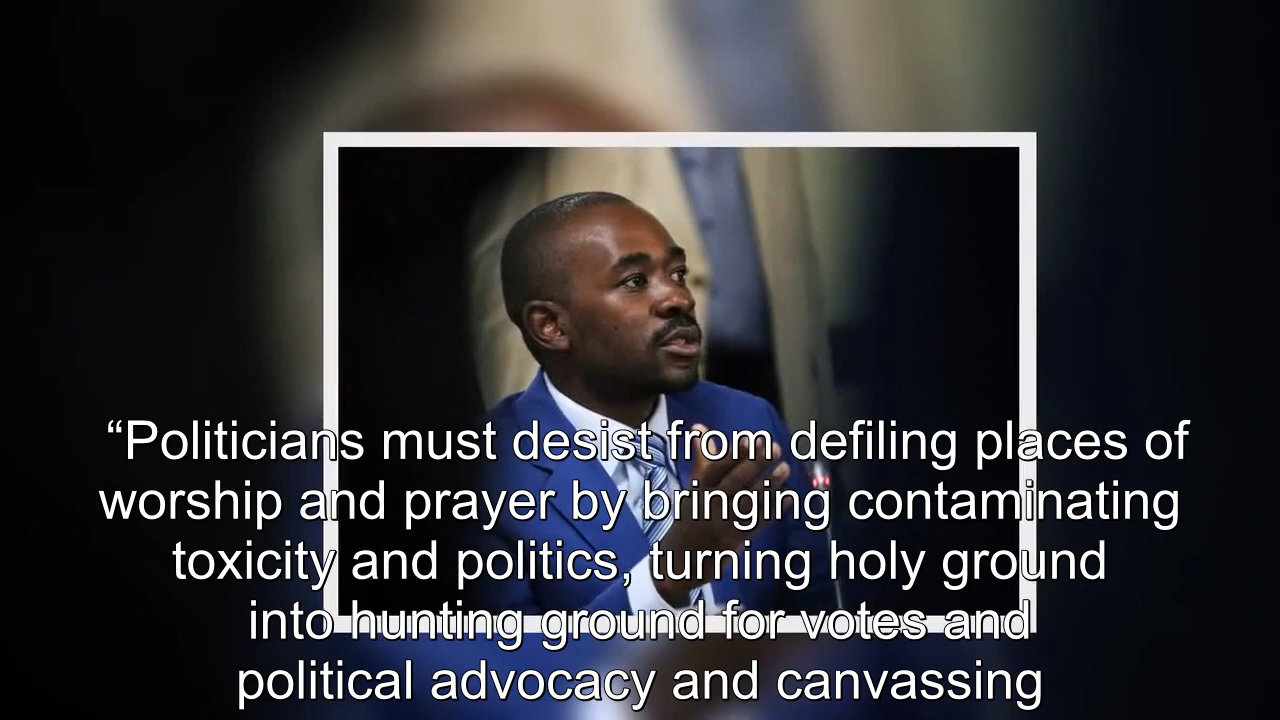 “Politicians must desist from defiling places of
worship and prayer by bringing contaminating
toxicity and politics, turning holy ground
into hunting ground for votes and
political advocacy and canvassing